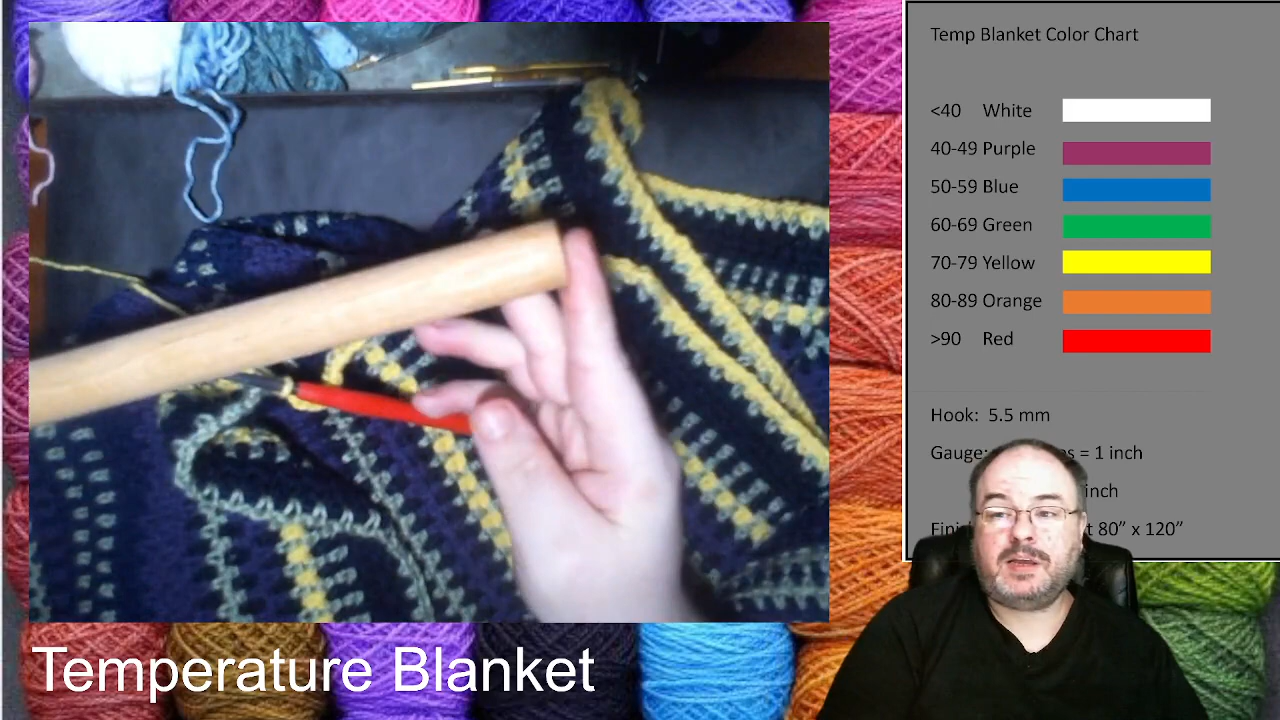 Temp Blanket Color Chart
<40 White
40-49 Purple
50-59 Blue
60-69 Green
70-79 Yellow
80-89 Orange
>90 Red
Hook: 5.5 mm
Gauge: = 1 inch
inch
80” x 120”
Temperature Blanket